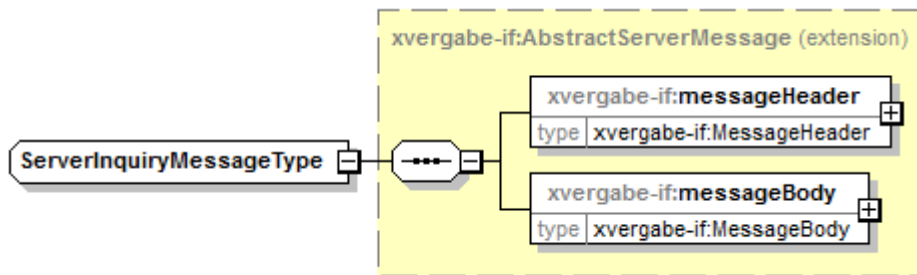 xvergabe-if:AbstractServerMessage (extension)
xvergabe-if:messageHeader
type xvergabe-if:MessageHeader
ServerInquiryMessageType
xvergabe-if:messageBody
type xvergabe-if:MessageBody